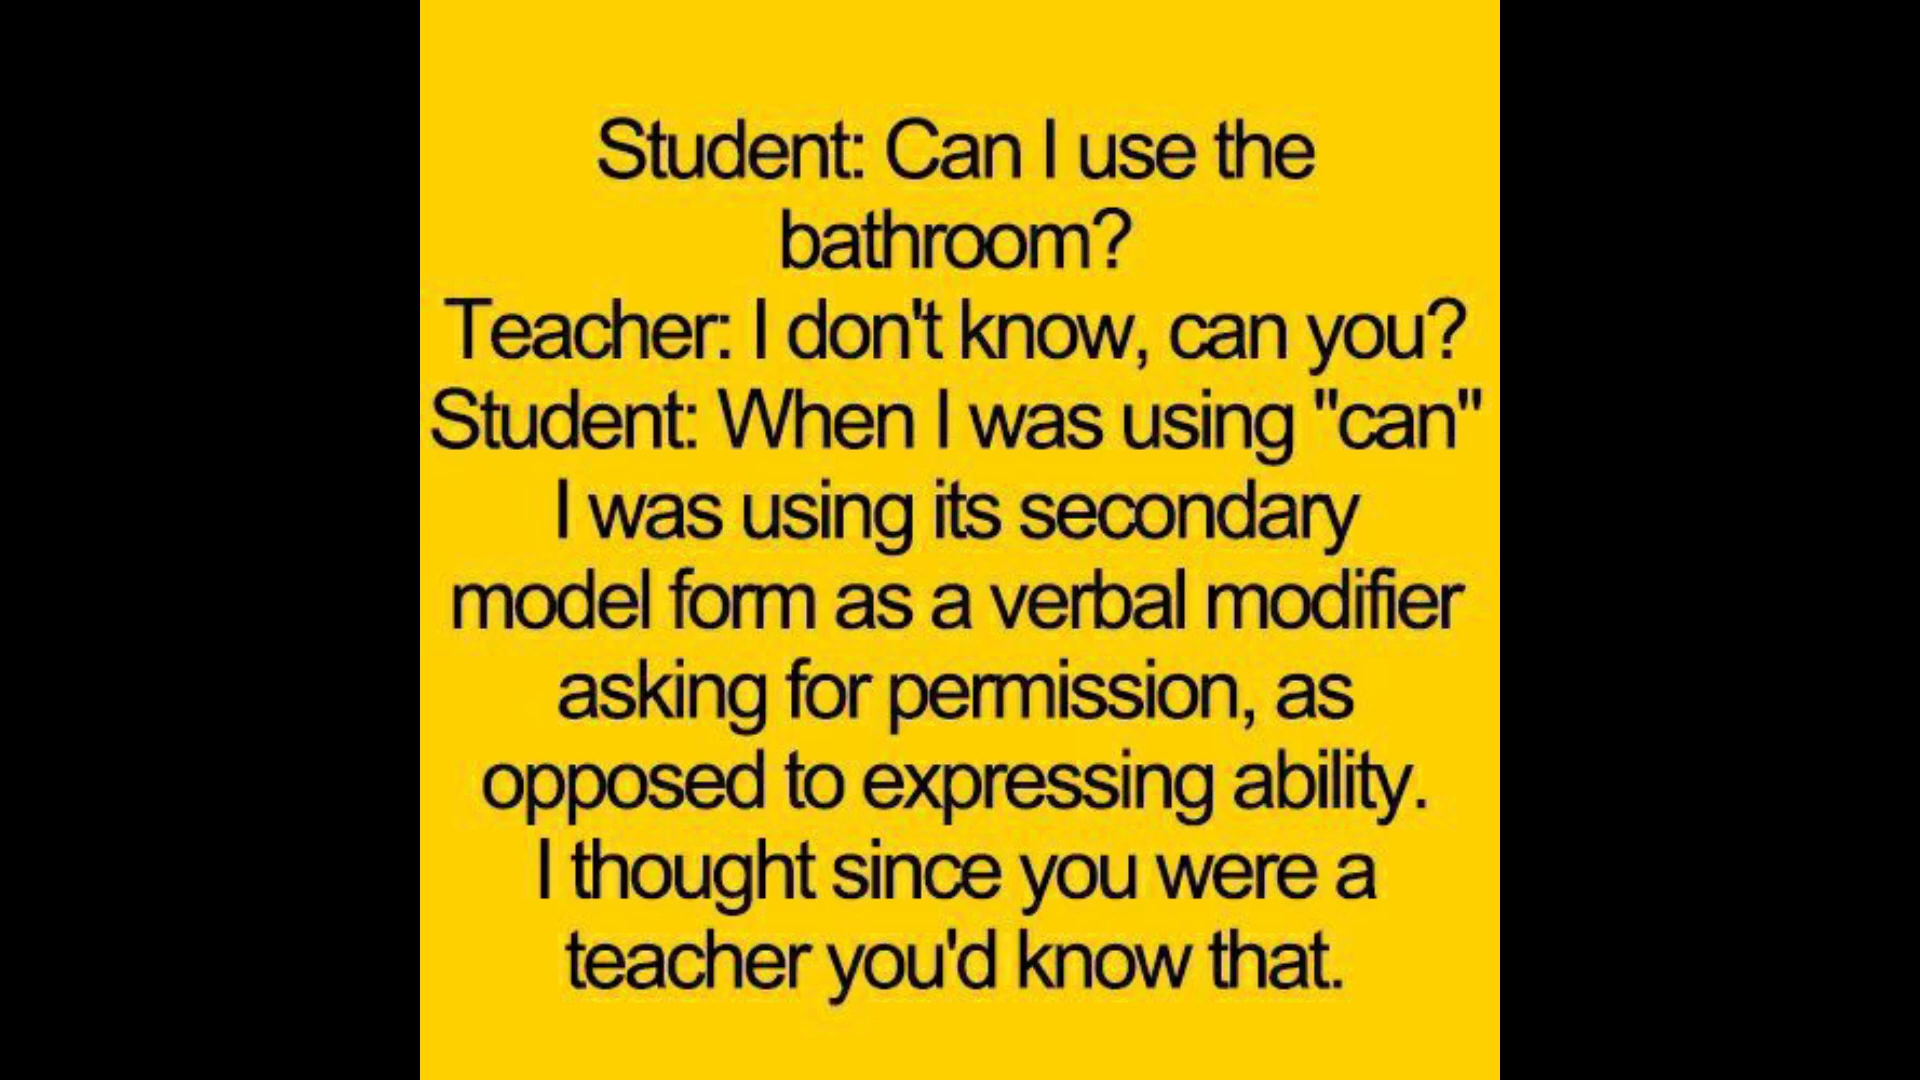 Student: Can I use the
bathroom?
Teacher: I don't know, can you?
Student: When I was using "can"
I was using its secondary
model form as a verbal modifier
asking for permission, as
opposed to expressing ability.
I thought since you were a
teacher you'd know that.